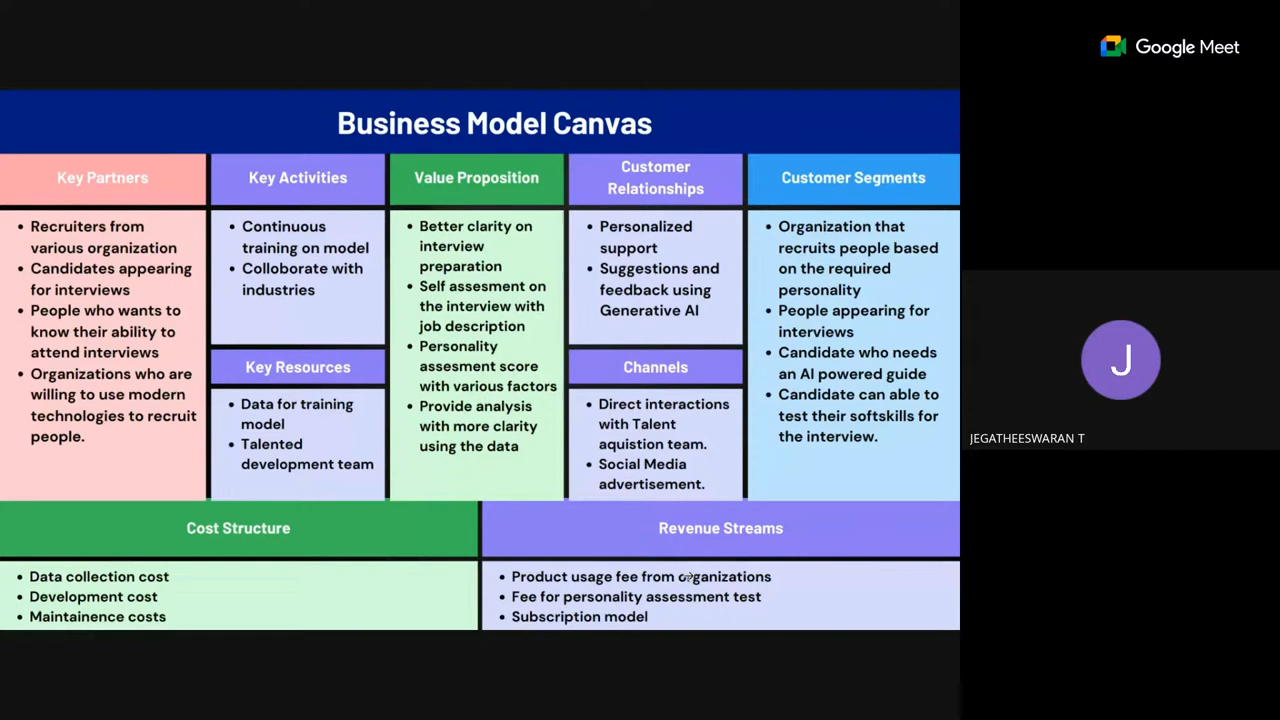 Google Meet
Business Model Canvas
Key Partners
Recruiters from
various organization
Candidates appearing
for interviews
People who wants to
know their ability to
attend interviews
Organizations who are
willing to use modern
technologies to recruit
people.
Key Activities
Continuous
training on model
Colloborate with
industries
Key Resources
Data for training
model
Talented
development team
Value Proposition
Better clarity on
interview
preparation
Self assesment on
the interview with
job description
Personality
assesment score
with various factors
Provide analysis
with more clarity
using the data
Customer
Relationships
Personalized
support
Suggestions and
feedback using
Generative AI
Channels
Direct interactions
with Talent
aquistion team.
Social Media
advertisement.
Customer Segments
Organization that
recruits people based
on the required
personality
People appearing for
interviews
Candidate who needs
an AI powered guide
Candidate can able to
test their softskills for
the interview.
Cost Structure
Data collection cost
Development cost
Maintainence costs
Revenue Streams
Product usage fee from organizations
Fee for personality assessment test
Subscription model
J
JEGATHEESWARAN T